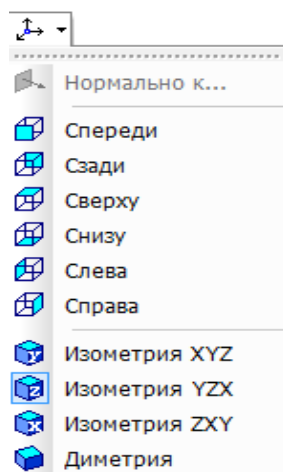 Нормально к...
Спереди
Сзади
Сверху
Снизу
Слева
Справа
Изометрия XYZ
Изометрия YZX
Изометрия ZXY
Диметрия